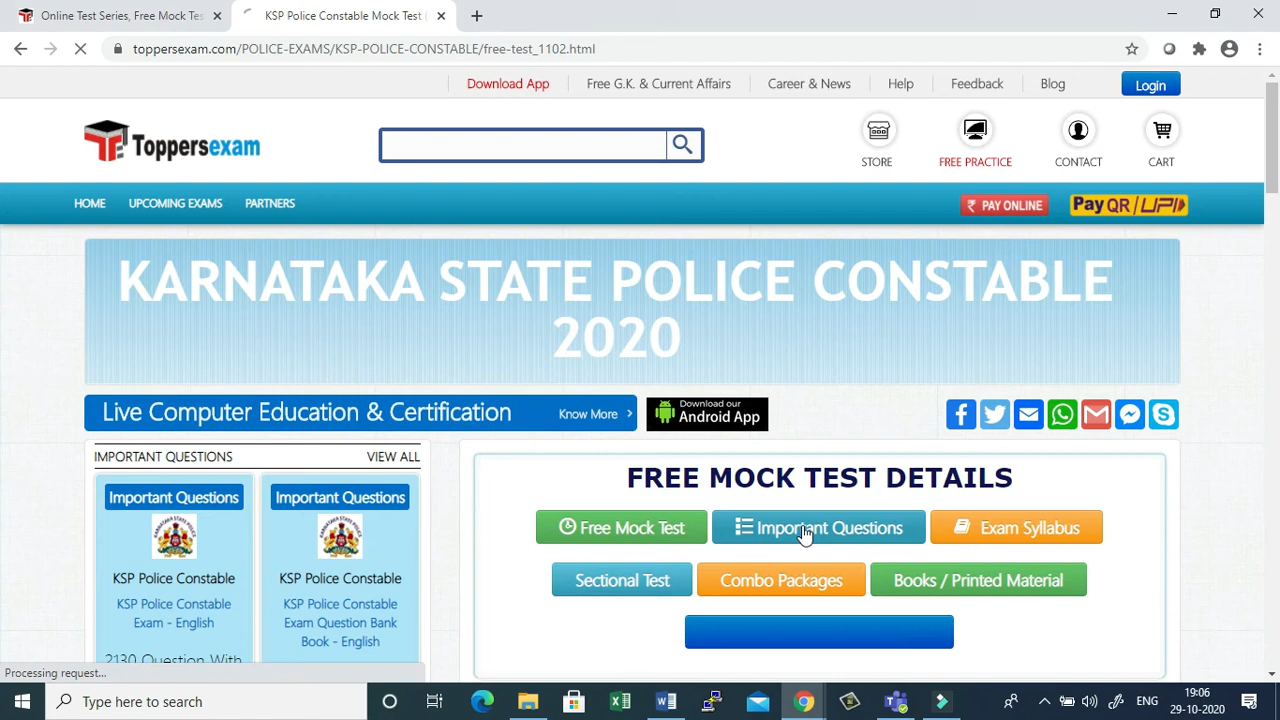 Online Test Series, Free Mock Tes
KSP Police Constable Mock Test (
toppersexam.com/POLICE-EXAMS/KSP-POLICE-CONSTABLE/free-test_1102.html
Download App
Free G.K. & Current Affairs
Career & News
Help
Feedback
Blog
Login
Toppersexam
STORE
FREE PRACTICE
CONTACT
CART
HOME
UPCOMING EXAMS
PARTNERS
₹ PAY ONLINE
Pay QR/UPI
KARNATAKA STATE POLICE CONSTABLE
2020
Live Computer Education & Certification
Know More
Download our
Android App
IMPORTANT QUESTIONS
VIEW ALL
Important Questions
KSP Police Constable
KSP Police Constable
Exam - English
2130 Question With
Important Questions
KSP Police Constable
KSP Police Constable
Exam Question Bank
Book - English
FREE MOCK TEST DETAILS
Free Mock Test
Important Questions
Exam Syllabus
Sectional Test
Combo Packages
Books / Printed Material
Processing request...
Type here to search
ENG
19:06
29-10-2020